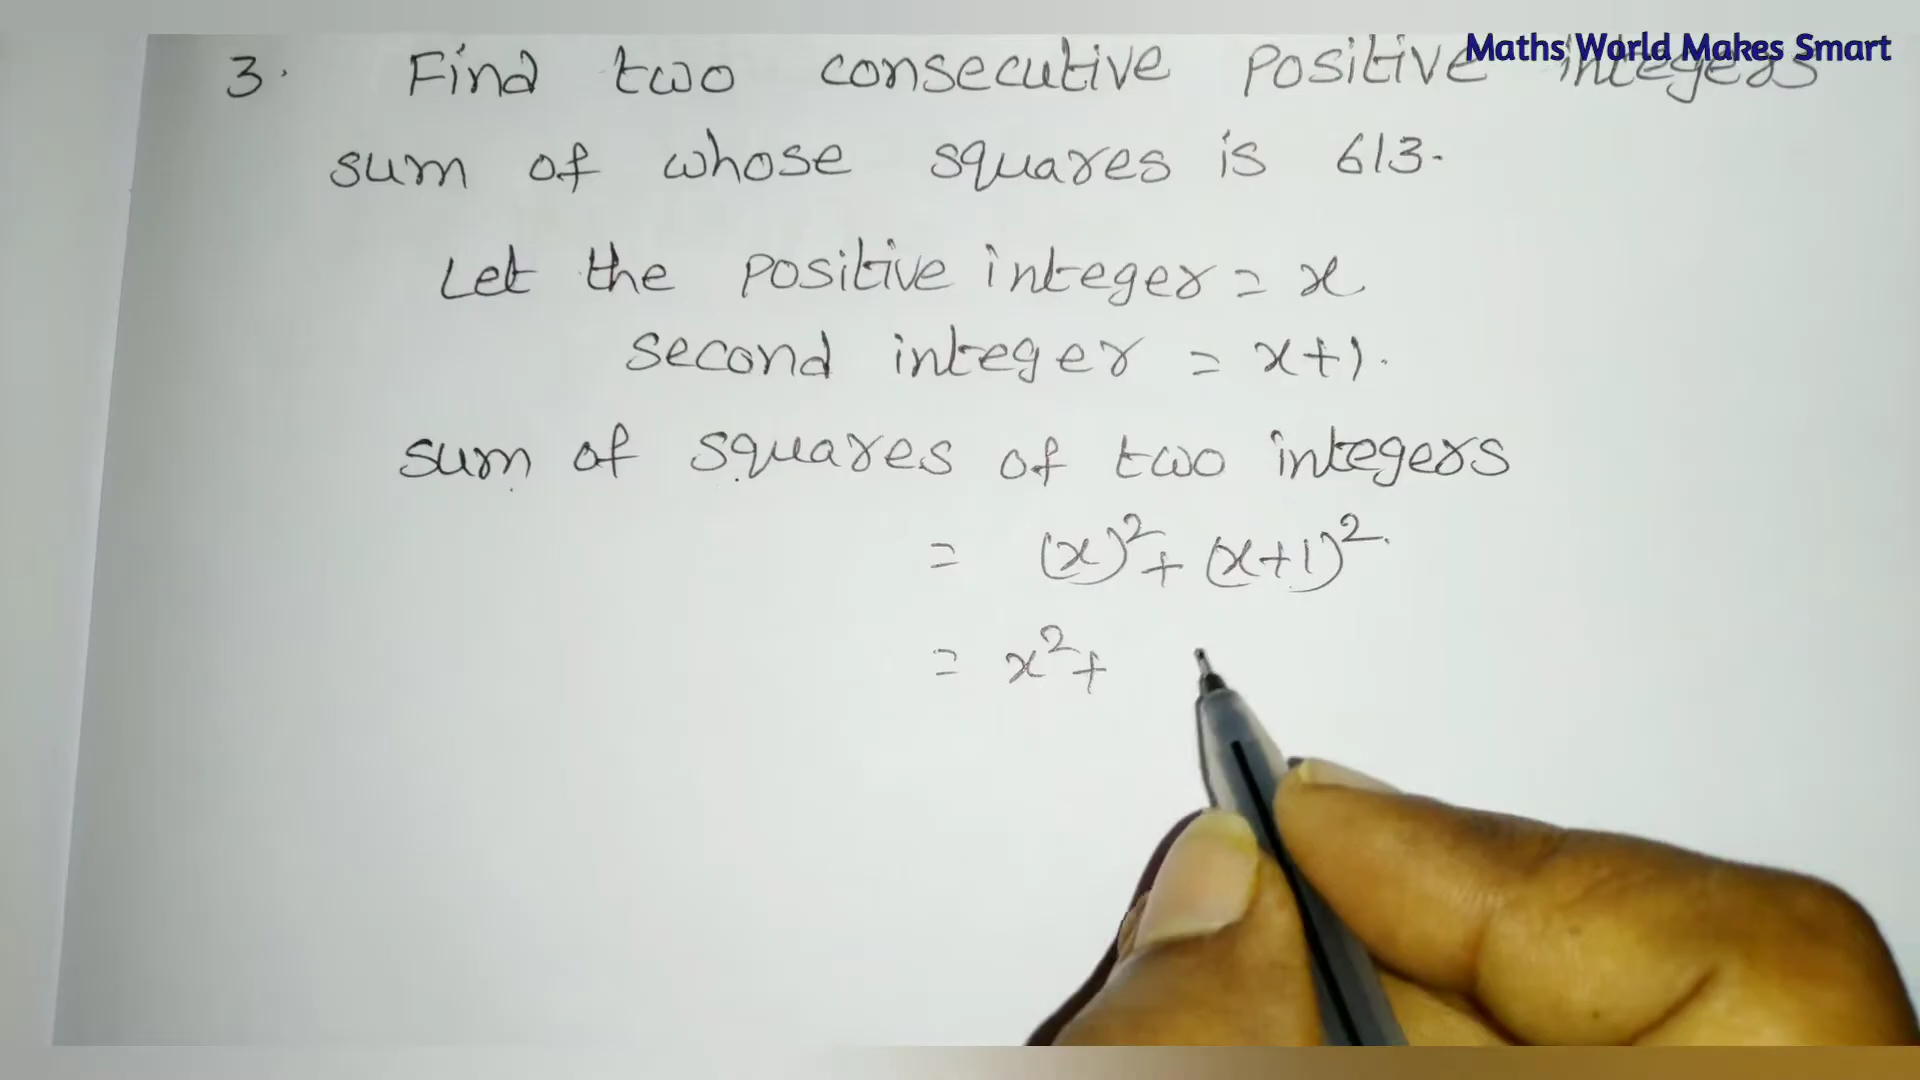 Maths World Makes Smart
3. Find two consecutive positive integers
sum of whose squares is 613.
Let the positive integer = x
second integer = x+1.
sum of squares of two integers
= (x)² + (x+1)².
= x² +